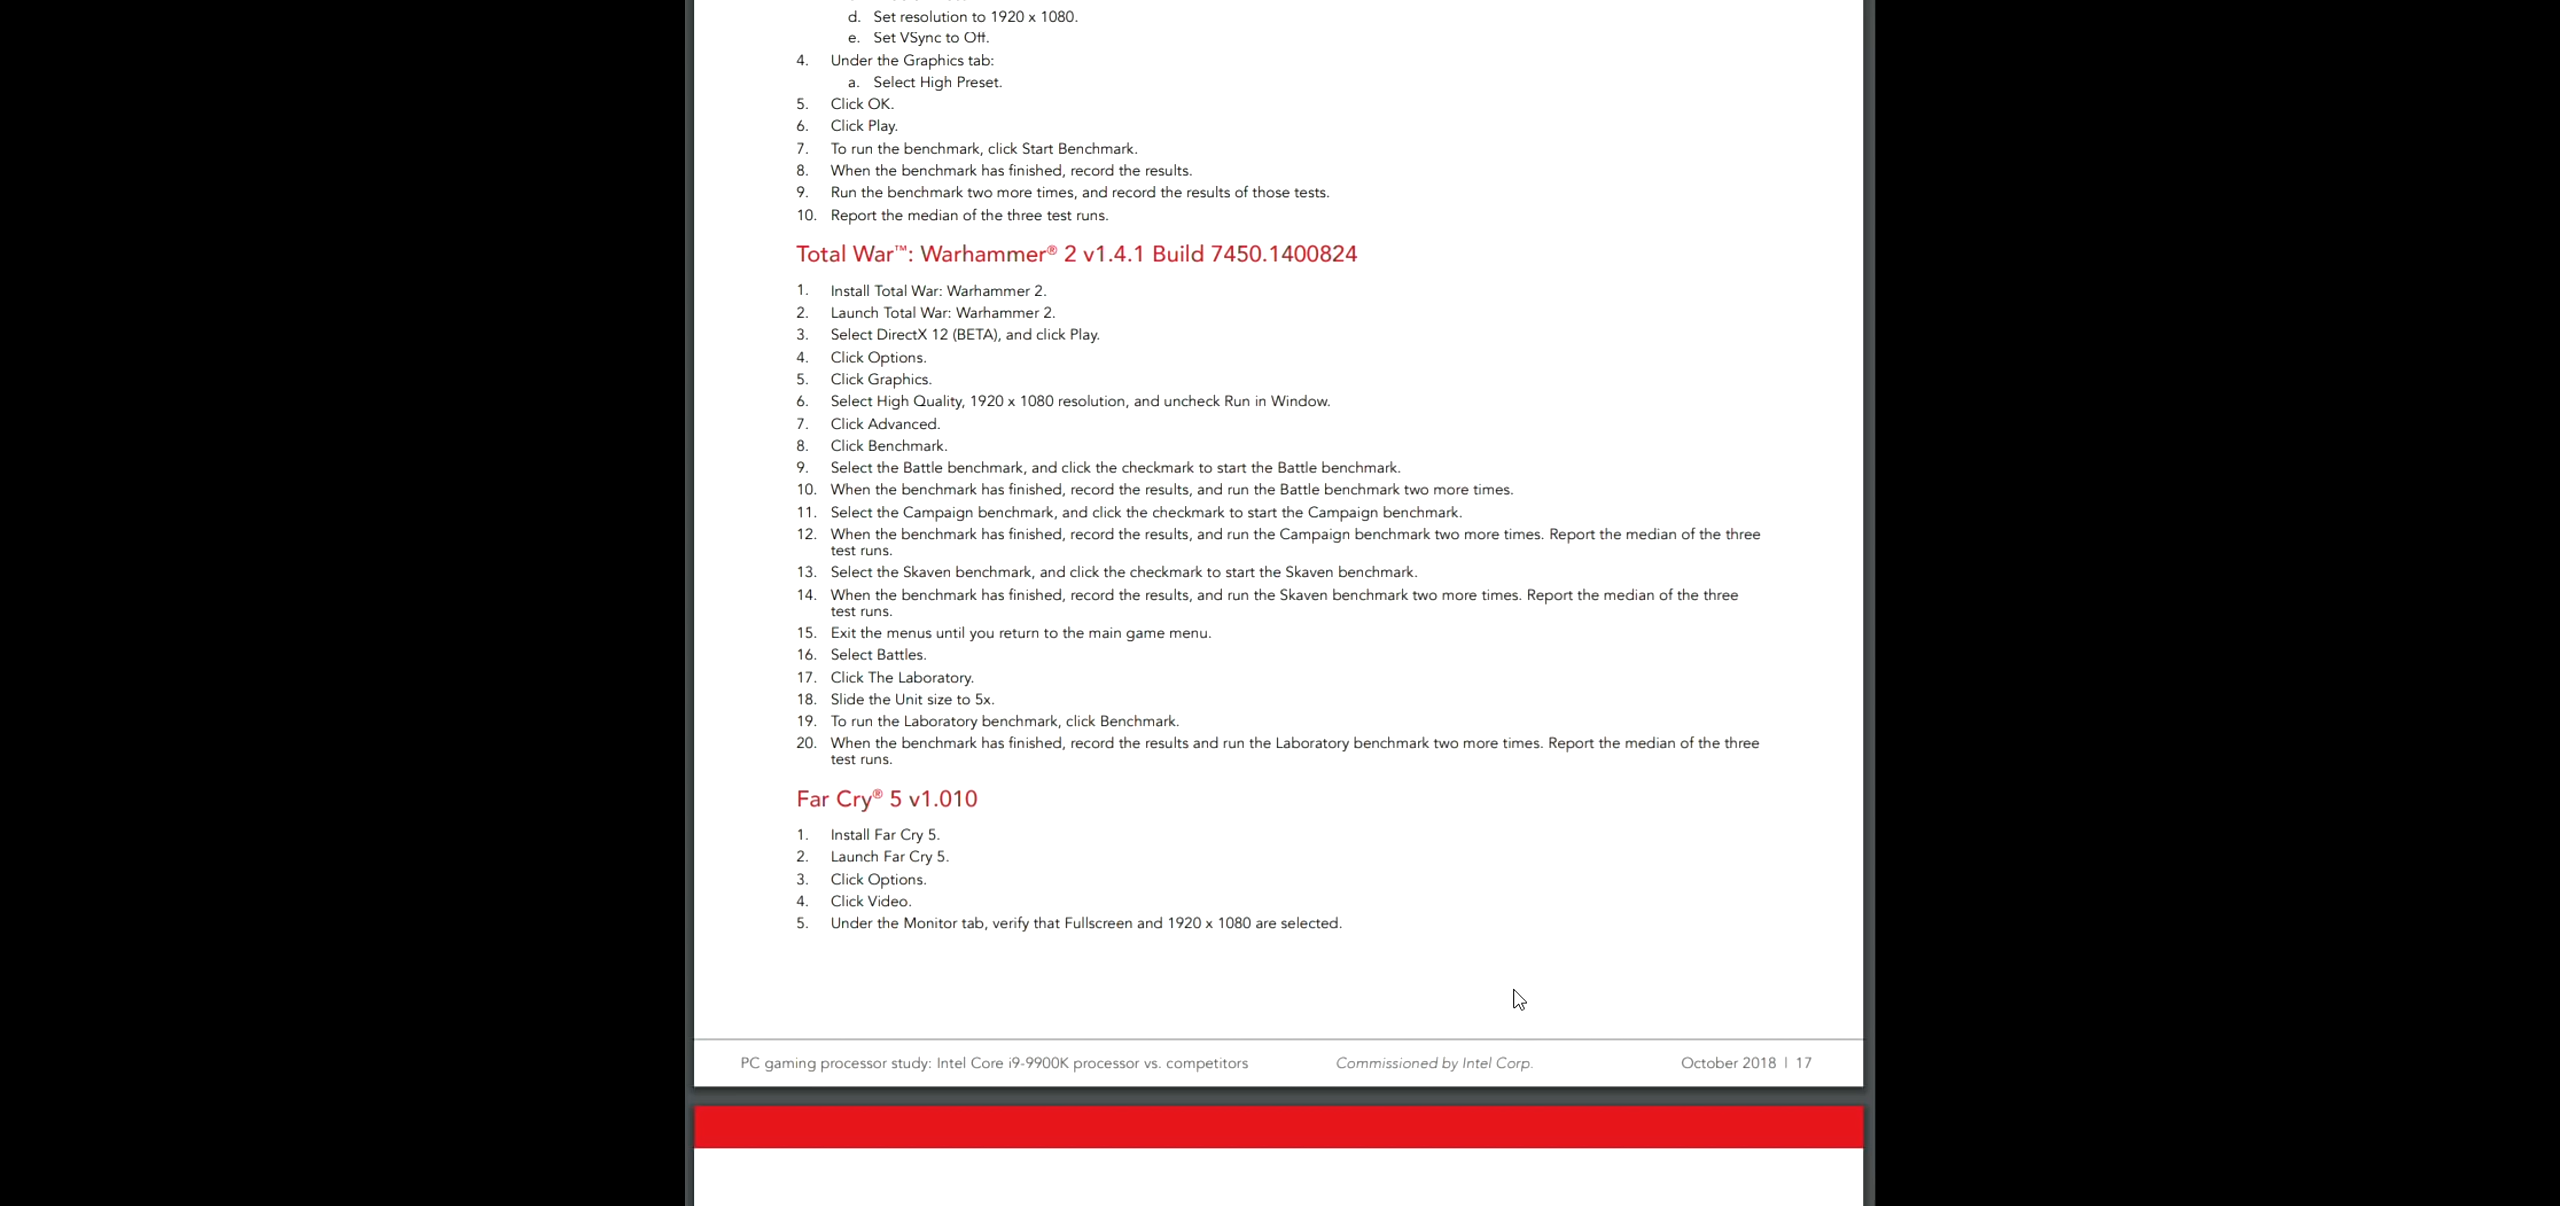 d. Set resolution to 1920 x 1080.
e. Set VSync to Off.
4. Under the Graphics tab:
a. Select High Preset.
5. Click OK.
6. Click Play.
7. To run the benchmark, click Start Benchmark.
8. When the benchmark has finished, record the results.
9. Run the benchmark two more times, and record the results of those tests.
10. Report the median of the three test runs.
Total War™: Warhammer® 2 v1.4.1 Build 7450.1400824
1. Install Total War: Warhammer 2.
2. Launch Total War: Warhammer 2.
3. Select DirectX 12 (BETA), and click Play.
4. Click Options.
5. Click Graphics.
6. Select High Quality, 1920 x 1080 resolution, and uncheck Run in Window.
7. Click Advanced.
8. Click Benchmark.
9. Select the Battle benchmark, and click the checkmark to start the Battle benchmark.
10. When the benchmark has finished, record the results, and run the Battle benchmark two more times.
11. Select the Campaign benchmark, and click the checkmark to start the Campaign benchmark.
12. When the benchmark has finished, record the results, and run the Campaign benchmark two more times. Report the median of the three
test runs.
13. Select the Skaven benchmark, and click the checkmark to start the Skaven benchmark.
14. When the benchmark has finished, record the results, and run the Skaven benchmark two more times. Report the median of the three
test runs.
15. Exit the menus until you return to the main game menu.
16. Select Battles.
17. Click The Laboratory.
18. Slide the Unit size to 5x.
19. To run the Laboratory benchmark, click Benchmark.
20. When the benchmark has finished, record the results and run the Laboratory benchmark two more times. Report the median of the three
test runs.
Far Cry® 5 v1.010
1. Install Far Cry 5.
2. Launch Far Cry 5.
3. Click Options.
4. Click Video.
5. Under the Monitor tab, verify that Fullscreen and 1920 x 1080 are selected.
PC gaming processor study: Intel Core i9-9900K processor vs. competitors Commissioned by Intel Corp. October 2018 | 17